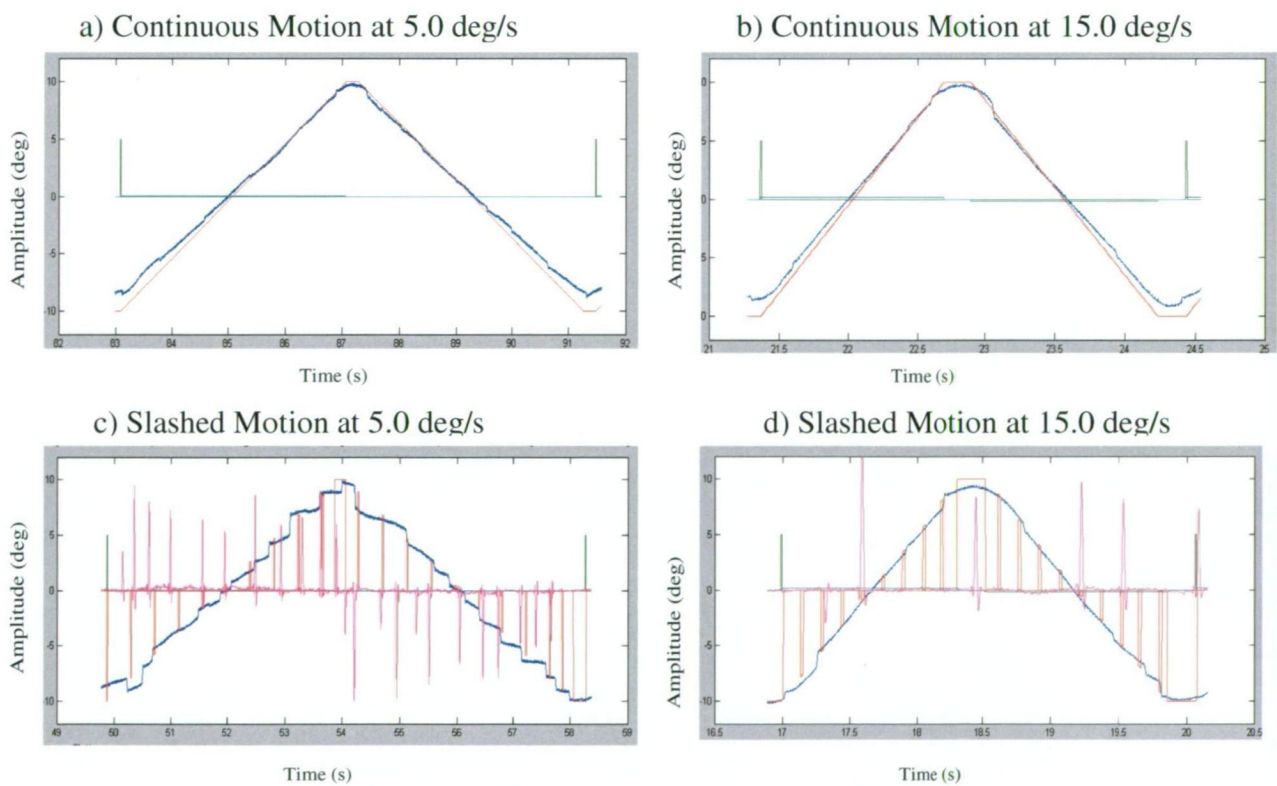 a) Continuous Motion at 5.0 deg/s
b) Continuous Motion at 15.0 deg/s
Amplitude (deg)
10
5
0
-5
-10
82 83 84 85 86 87 88 89 90 91 92
Time (s)
Amplitude (deg)
0
5
0
5
0
21 21.5 22 22.5 23 23.5 24 24.5 25
Time (s)
c) Slashed Motion at 5.0 deg/s
d) Slashed Motion at 15.0 deg/s
Amplitude (deg)
10
5
0
-5
-10
49 50 51 52 53 54 55 56 57 58 59
Time (s)
Amplitude (deg)
10
5
0
-5
-10
16.5 17 17.5 18 18.5 19 19.5 20 20.5
Time (s)